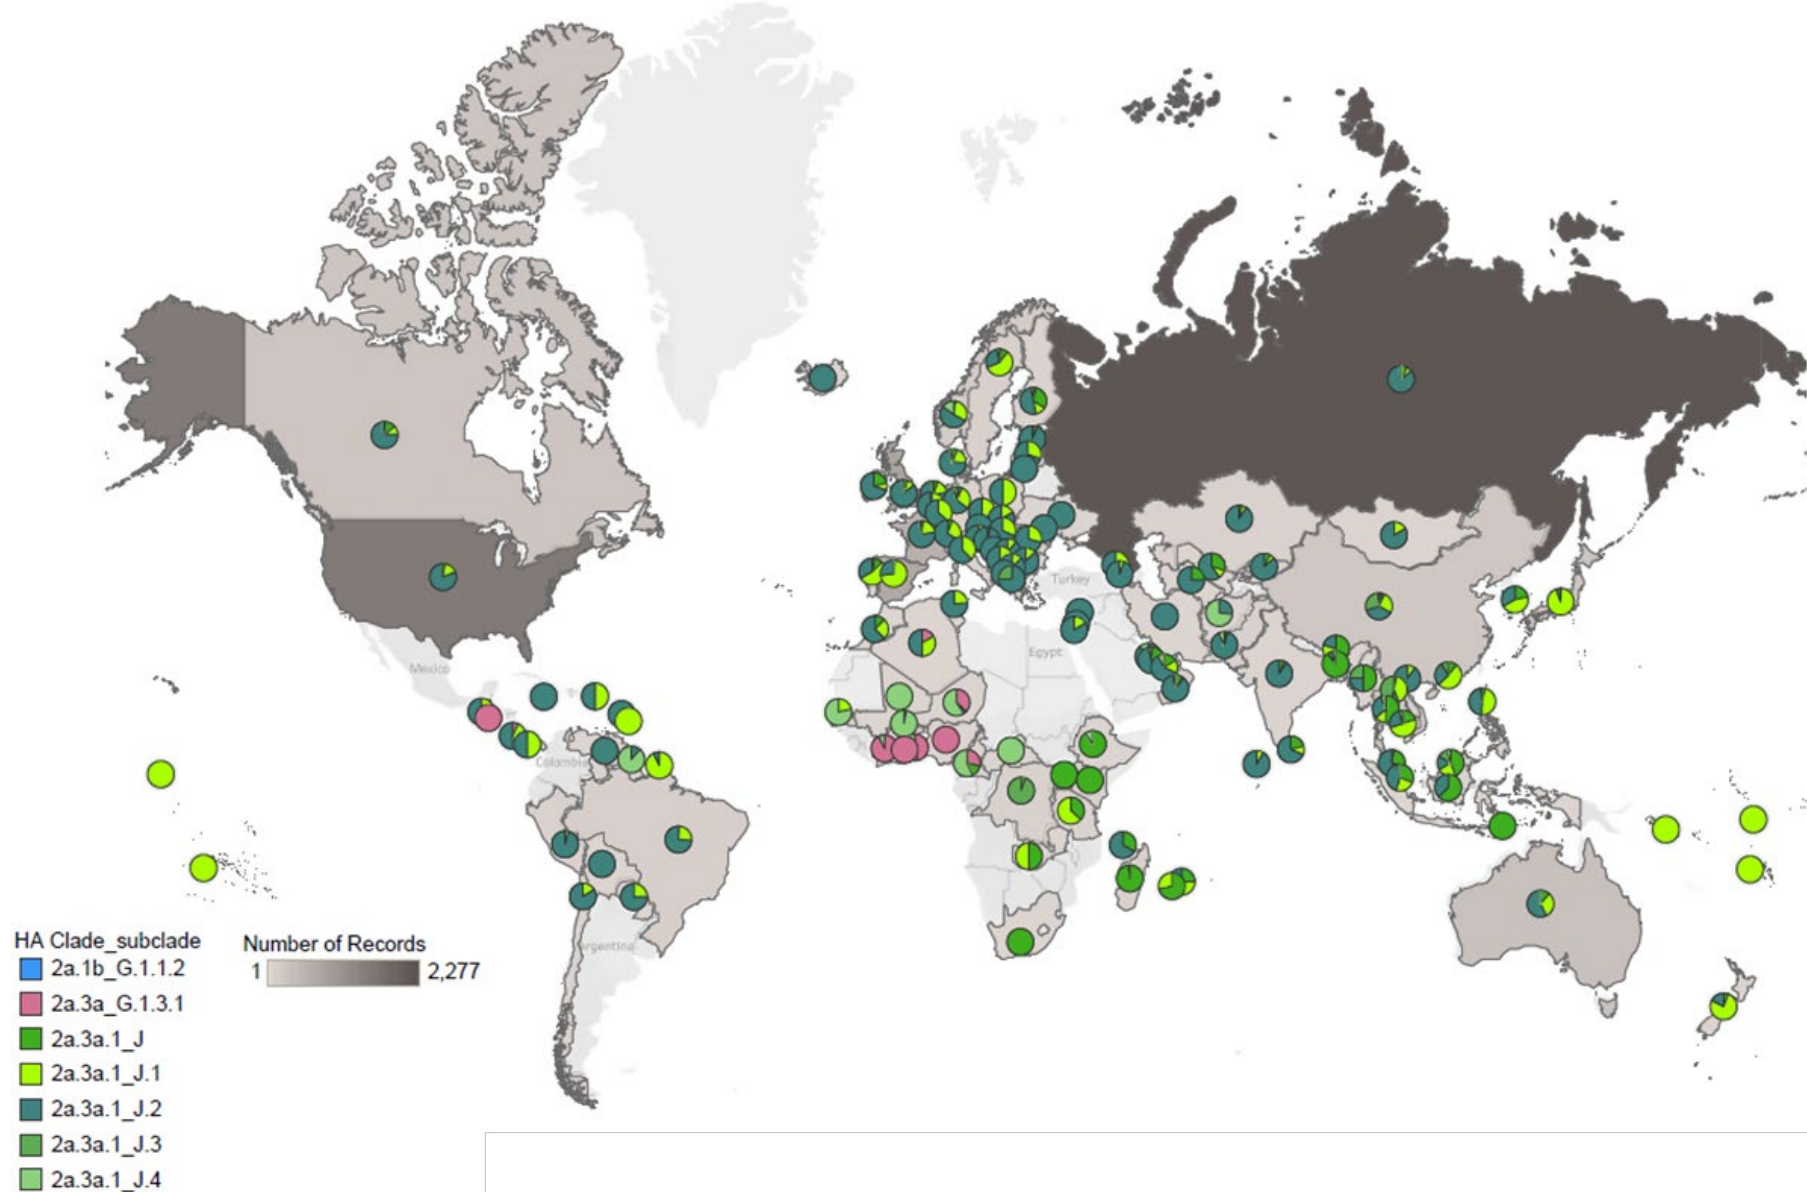 Turkey
Egypt
Mexico
Colombia
Argentina
HA Clade_subclade
2a.1b_G.1.1.2
2a.3a_G.1.3.1
2a.3a.1_J
2a.3a.1_J.1
2a.3a.1_J.2
2a.3a.1_J.3
2a.3a.1_J.4
Number of Records
1 2,277